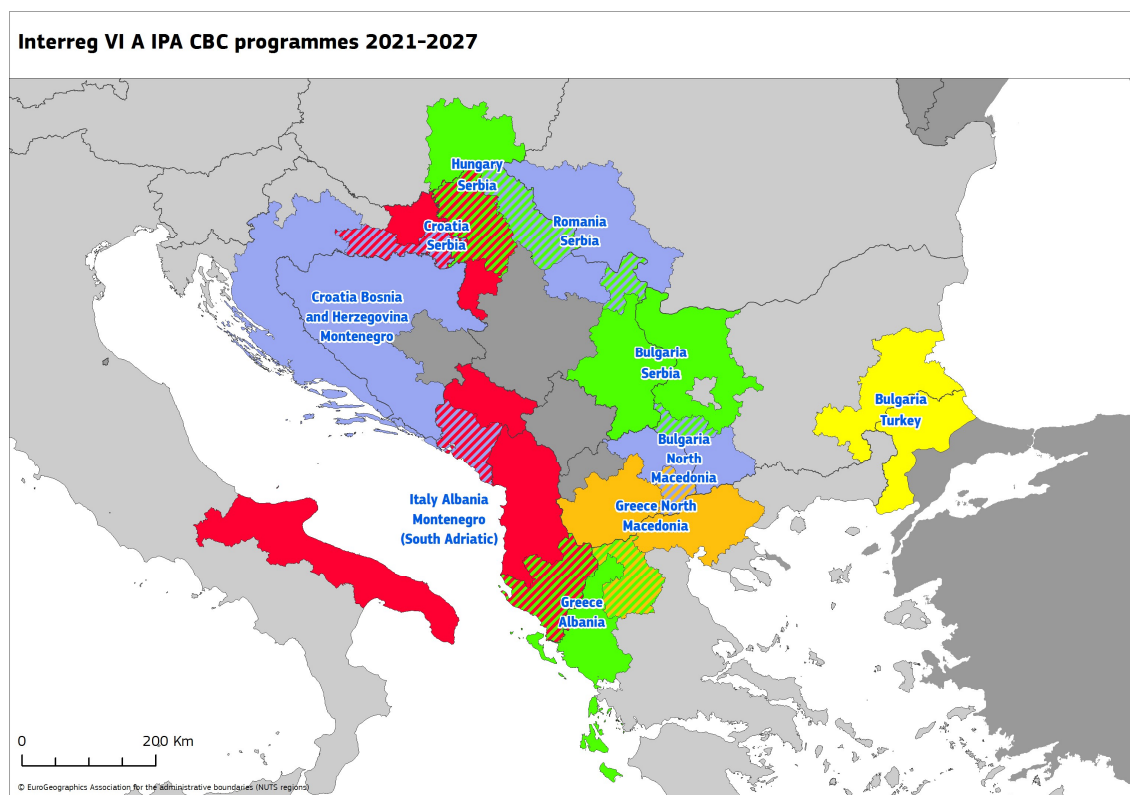 Interreg VI A IPA CBC programmes 2021-2027
Hungary
Serbia
Croatia
Serbia
Romania
Serbia
Croatia Bosnia
and Herzegovina
Montenegro
Bulgaria
Serbia
Bulgaria
Turkey
Bulgaria
North
Macedonia
Italy Albania
Montenegro
(South Adriatic)
Greece North
Macedonia
Greece
Albania
0 200 Km
© EuroGeographics Association for the administrative boundaries (NUTS regions)